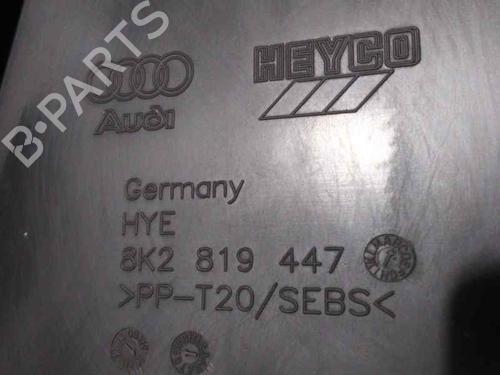 B-PARTS
Audi
HEYCO
Germany
HYE
8K2 819 447
>PP-T20/SEBS<